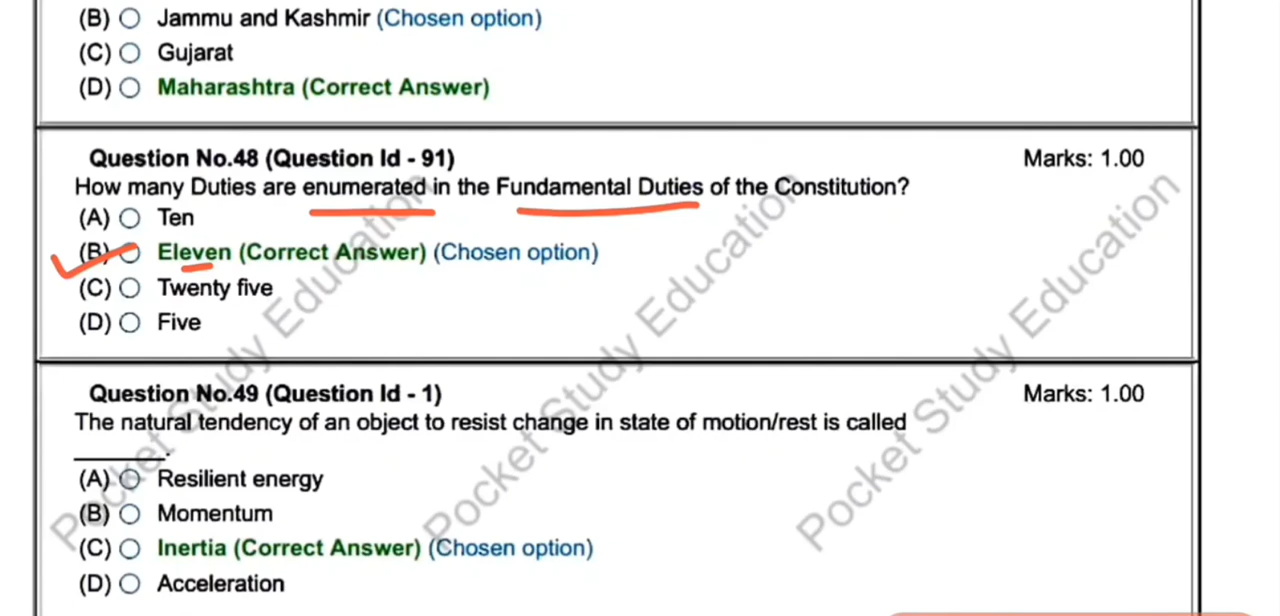 (B) Jammu and Kashmir (Chosen option)
(C) Gujarat
(D) Maharashtra (Correct Answer)
Question No.48 (Question Id - 91) Marks: 1.00
How many Duties are enumerated in the Fundamental Duties of the Constitution?
(A) Ten
(B) Eleven (Correct Answer) (Chosen option)
(C) Twenty five
(D) Five
Question No.49 (Question Id - 1) Marks: 1.00
The natural tendency of an object to resist change in state of motion/rest is called
________.
(A) Resilient energy
(B) Momentum
(C) Inertia (Correct Answer) (Chosen option)
(D) Acceleration
Pocket Study Education
Pocket Study Education
Pocket Study Education